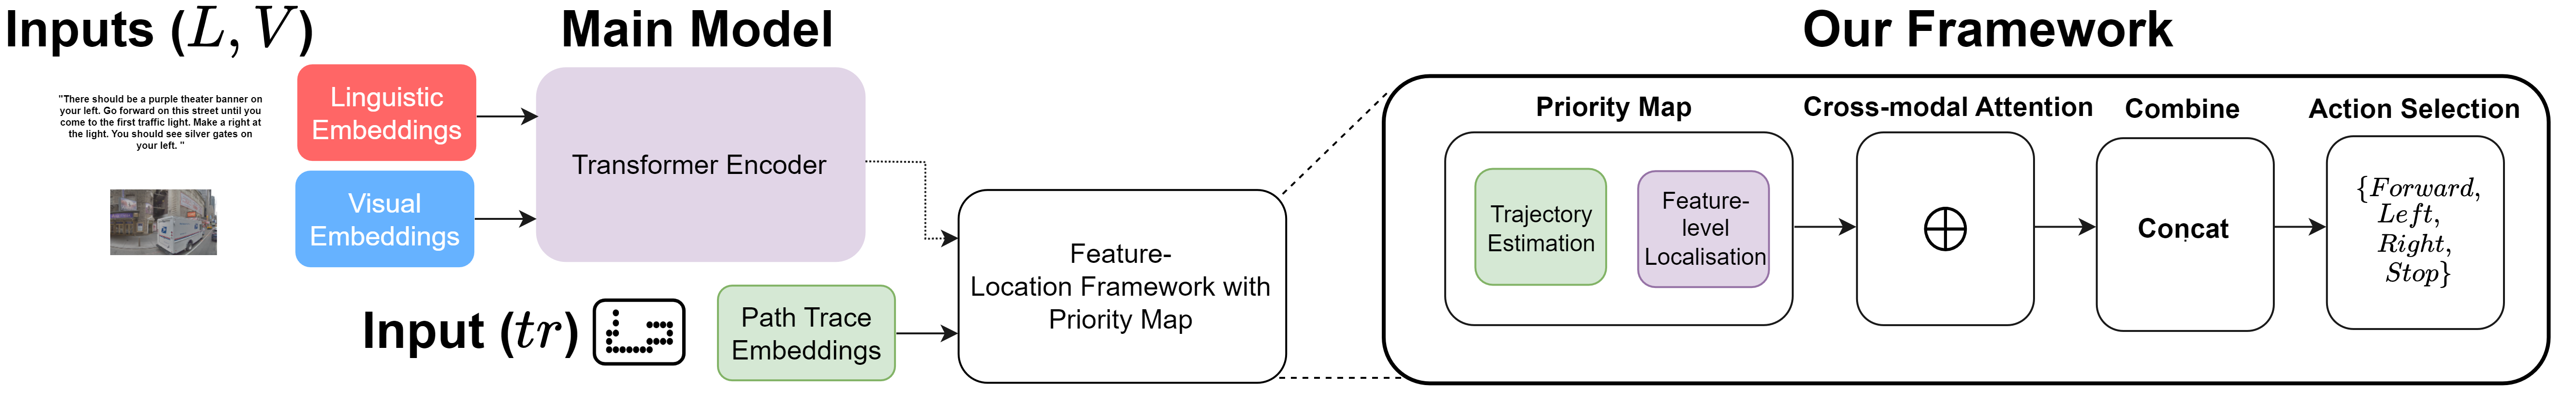 Inputs (L, V)
"There should be a purple theater banner on
your left. Go forward on this street until you
come to the first traffic light. Make a right at
the light. You should see silver gates on
your left. "
Linguistic
Embeddings
Visual
Embeddings
Main Model
Transformer Encoder
Input (tr)
Path Trace
Embeddings
Feature-
Location Framework with
Priority Map
Our Framework
Priority Map
Trajectory
Estimation
Feature-
level
Localisation
Cross-modal Attention
⊕
Combine
Concat
Action Selection
{Forward,
Left,
Right,
Stop}